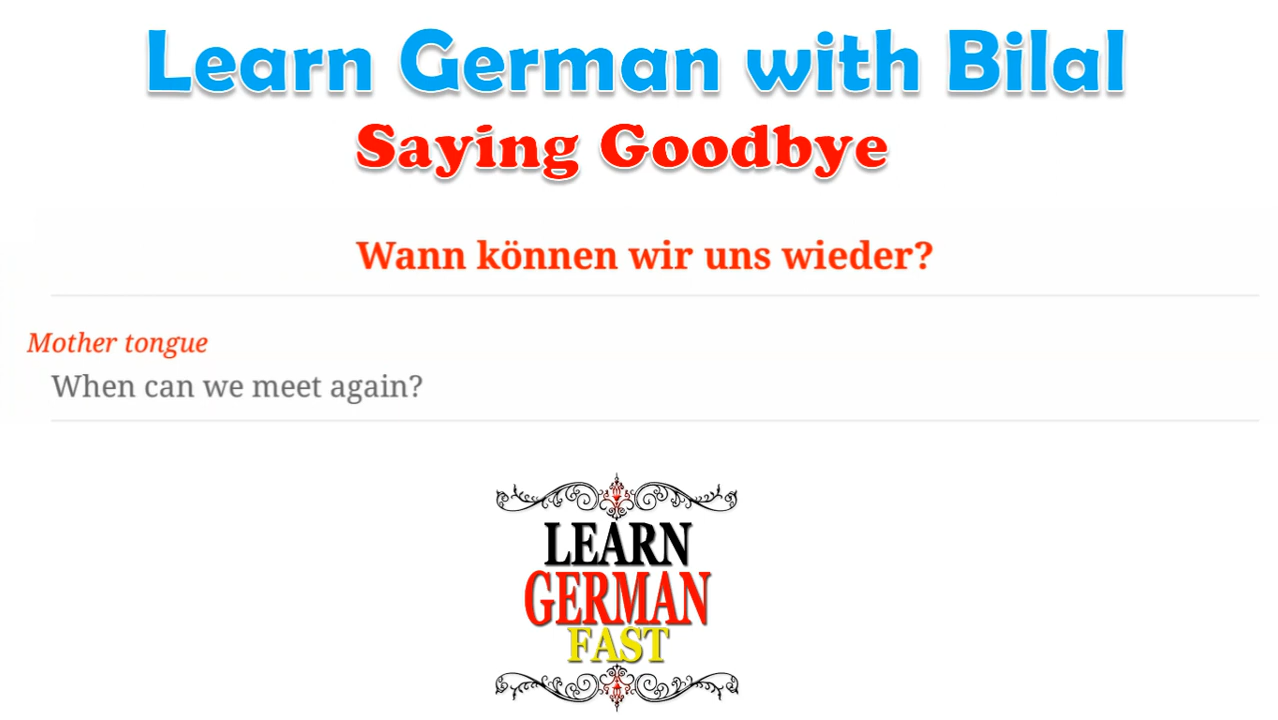 Learn German with Bilal
Saying Goodbye
Wann können wir uns wieder?
Mother tongue
When can we meet again?
LEARN
GERMAN
FAST